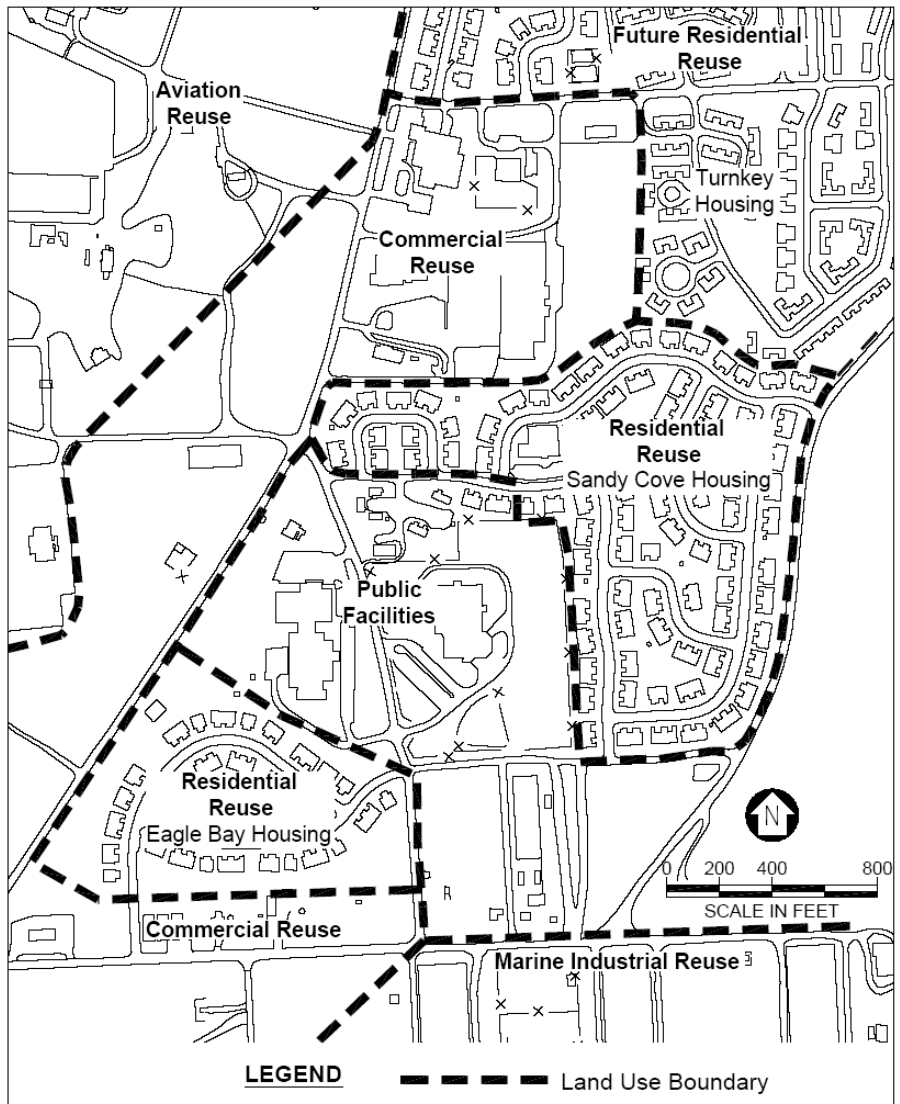 Future Residential
Reuse
Aviation
Reuse
Turnkey
Housing
Commercial
Reuse
Residential
Reuse
Sandy Cove Housing
Public
Facilities
Residential
Reuse
Eagle Bay Housing
N
0 200 400 800
SCALE IN FEET
Commercial Reuse
Marine Industrial Reuse
LEGEND
Land Use Boundary